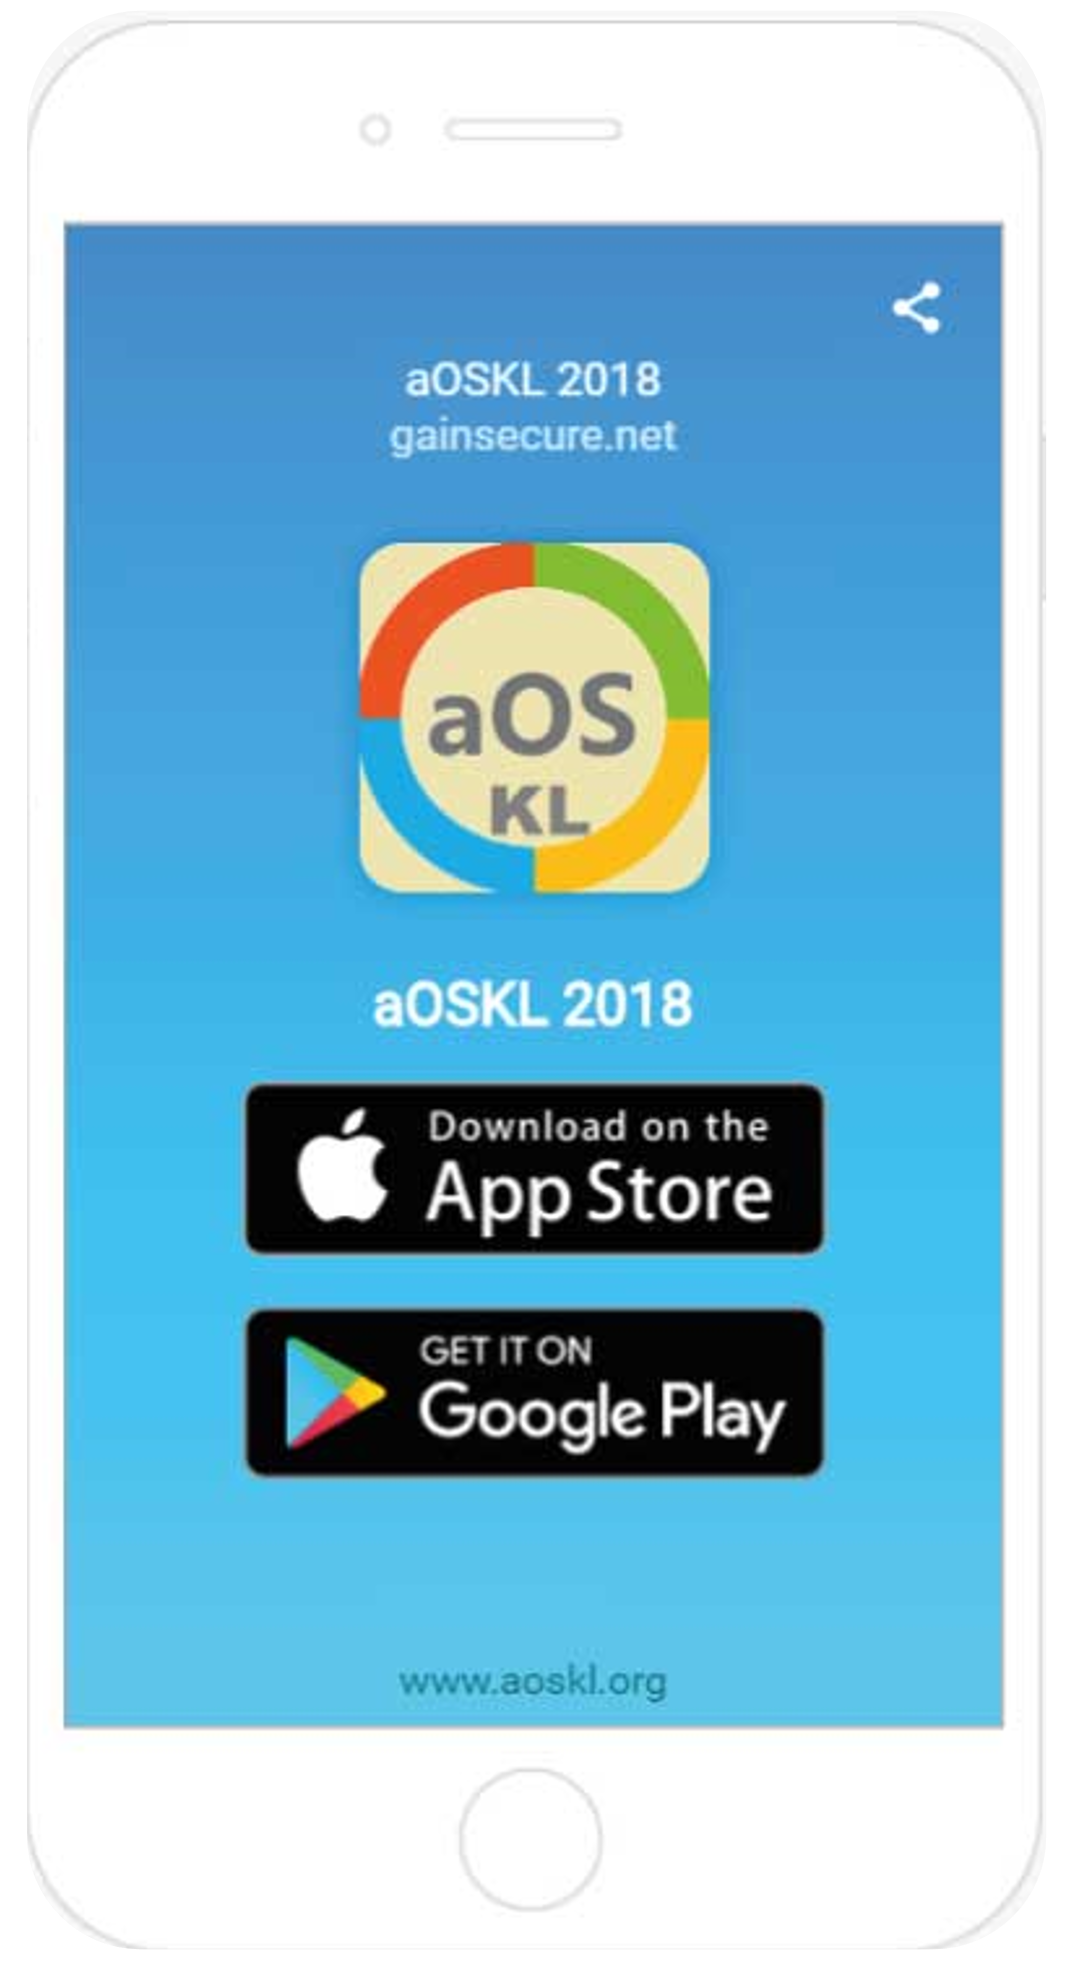 aOSKL 2018
gainsecure.net
aOS
KL
aOSKL 2018
Download on the
App Store
GET IT ON
Google Play
www.aoskl.org